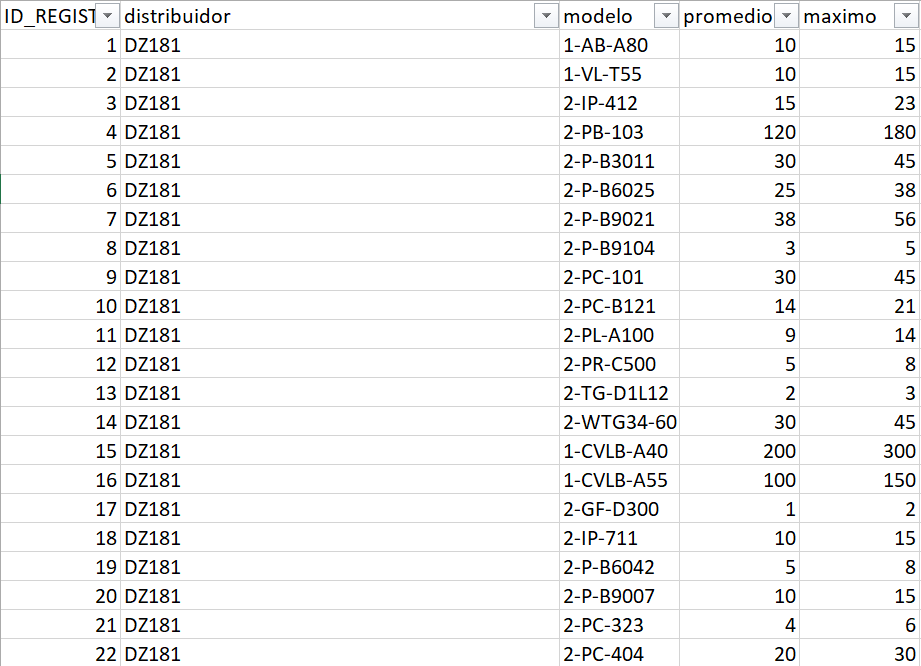 ID_REGIST distribuidor modelo promedio maximo
1 DZ181 1-AB-A80 10 15
2 DZ181 1-VL-T55 10 15
3 DZ181 2-IP-412 15 23
4 DZ181 2-PB-103 120 180
5 DZ181 2-P-B3011 30 45
6 DZ181 2-P-B6025 25 38
7 DZ181 2-P-B9021 38 56
8 DZ181 2-P-B9104 3 5
9 DZ181 2-PC-101 30 45
10 DZ181 2-PC-B121 14 21
11 DZ181 2-PL-A100 9 14
12 DZ181 2-PR-C500 5 8
13 DZ181 2-TG-D1L12 2 3
14 DZ181 2-WTG34-60 30 45
15 DZ181 1-CVLB-A40 200 300
16 DZ181 1-CVLB-A55 100 150
17 DZ181 2-GF-D300 1 2
18 DZ181 2-IP-711 10 15
19 DZ181 2-P-B6042 5 8
20 DZ181 2-P-B9007 10 15
21 DZ181 2-PC-323 4 6
22 DZ181 2-PC-404 20 30